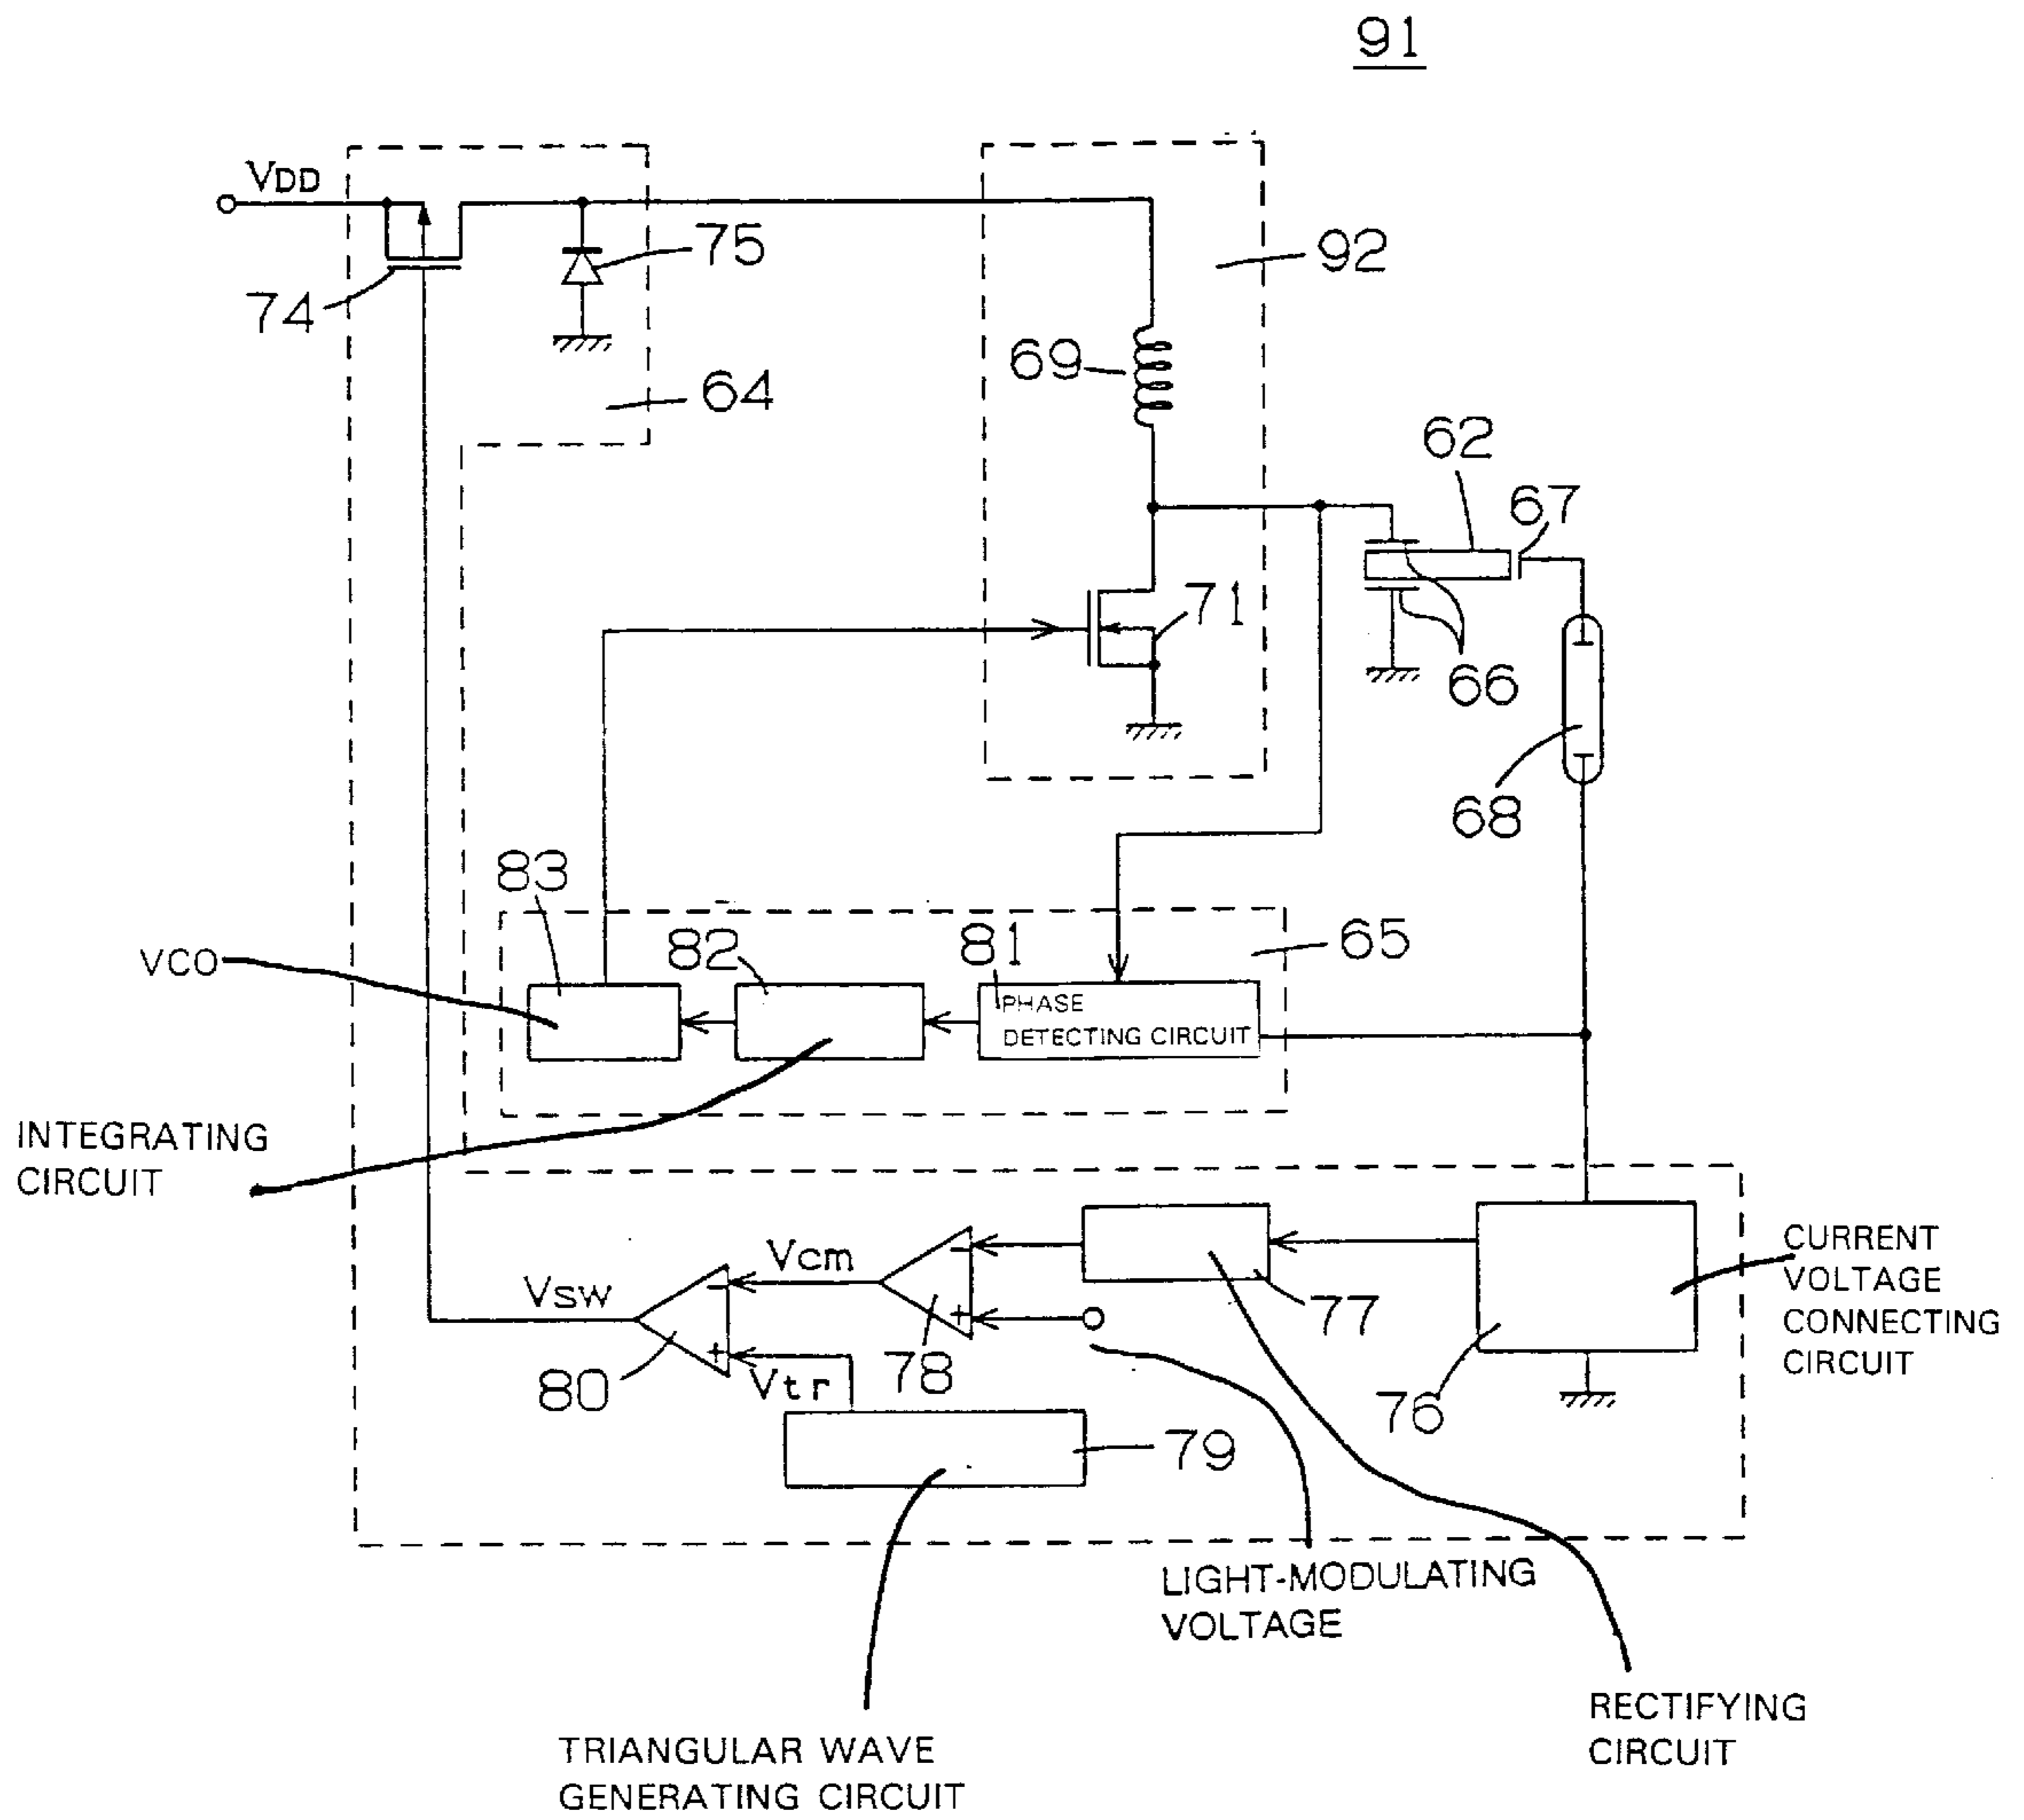 91
VDD
75
92
74
69
64
62
67
71
66
68
83
82
81
65
VCO
PHASE
DETECTING CIRCUIT
INTEGRATING
CIRCUIT
Vcm
Vsw
CURRENT
VOLTAGE
CONNECTING
CIRCUIT
77
78
80
Vtr
76
79
LIGHT-MODULATING
VOLTAGE
RECTIFYING
CIRCUIT
TRIANGULAR WAVE
GENERATING CIRCUIT